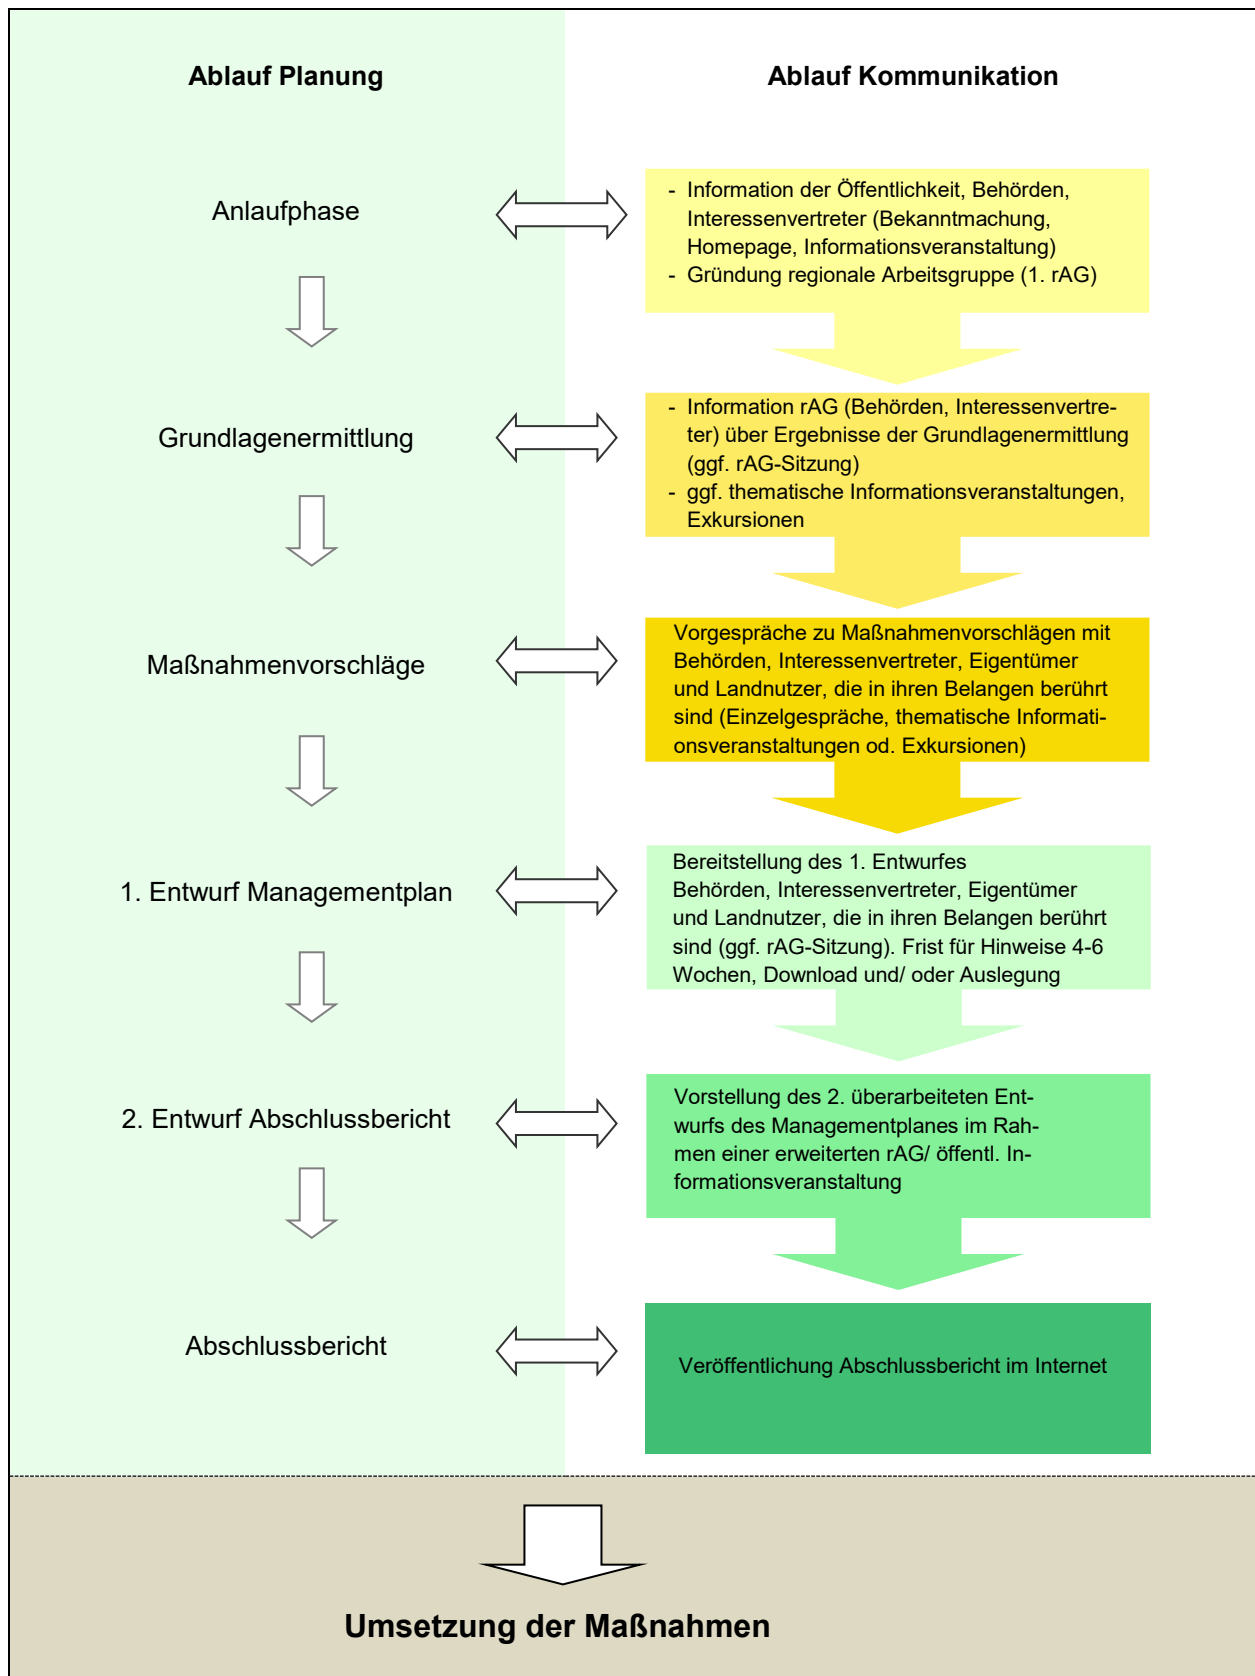 Ablauf Planung
Ablauf Kommunikation
Anlaufphase
- Information der Öffentlichkeit, Behörden,
Interessenvertreter (Bekanntmachung,
Homepage, Informationsveranstaltung)
- Gründung regionale Arbeitsgruppe (1. rAG)
Grundlagenermittlung
- Information rAG (Behörden, Interessenvertre-
ter) über Ergebnisse der Grundlagenermittlung
(ggf. rAG-Sitzung)
- ggf. thematische Informationsveranstaltungen,
Exkursionen
Maßnahmenvorschläge
Vorgespräche zu Maßnahmenvorschlägen mit
Behörden, Interessenvertreter, Eigentümer
und Landnutzer, die in ihren Belangen berührt
sind (Einzelgespräche, thematische Informati-
onsveranstaltungen od. Exkursionen)
1. Entwurf Managementplan
Bereitstellung des 1. Entwurfes
Behörden, Interessenvertreter, Eigentümer
und Landnutzer, die in ihren Belangen berührt
sind (ggf. rAG-Sitzung). Frist für Hinweise 4-6
Wochen, Download und/ oder Auslegung
2. Entwurf Abschlussbericht
Vorstellung des 2. überarbeiteten Ent-
wurfs des Managementplanes im Rah-
men einer erweiterten rAG/ öffentl. In-
formationsveranstaltung
Abschlussbericht
Veröffentlichung Abschlussbericht im Internet
Umsetzung der Maßnahmen